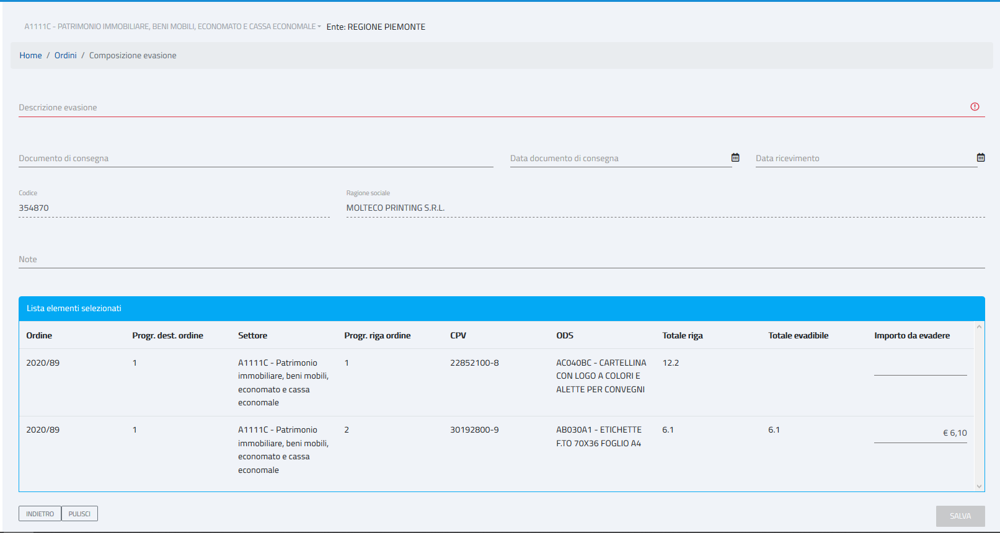 A1111C - PATRIMONIO IMMOBILIARE, BENI MOBILI, ECONOMATO E CASSA ECONOMALE Ente: REGIONE PIEMONTE
Home / Ordini / Composizione evasione
Descrizione evasione
Documento di consegna Data documento di consegna Data ricevimento
Codice Ragione sociale
354870 MOLTECO PRINTING S.R.L.
Note
Lista elementi selezionati
Ordine Progr. dest. ordine Settore Progr. riga ordine CPV ODS Totale riga Totale evadibile Importo da evadere
2020/89 1 A1111C - Patrimonio 1 22852100-8 AC040BC - CARTELLINA 12.2
immobiliare, beni mobili, CON LOGO A COLORI E
economato e cassa ALETTE PER CONVEGNI
economale
2020/89 1 A1111C - Patrimonio 2 30192800-9 AB030A1 - ETICHETTE 6.1 6.1 € 6,10
immobiliare, beni mobili, F.TO 70X36 FOGLIO A4
economato e cassa
economale
INDIETRO PULISCI SALVA